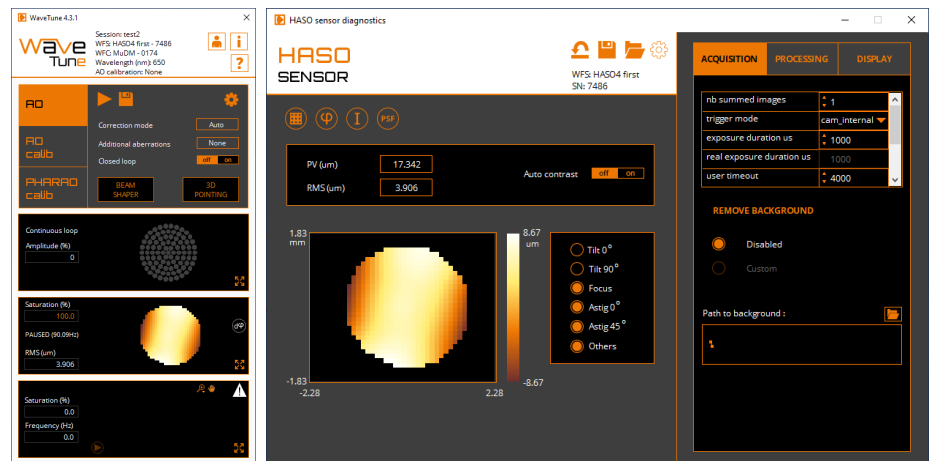 WaveTune 4.3.1
Wave
Tune
Session: test2
WFS: HASO4 first - 7486
WFC: MuDM - 0174
Wavelength (nm): 650
AO calibration: None
i
?
AO
AO
calib
PHARAO
calib
Correction mode
Auto
Additional aberrations
None
Closed loop
off on
BEAM
SHAPER
3D
POINTING
Continuous loop
Amplitude (%)
0
Saturation (%)
100.0
PAUSED (90.09Hz)
RMS (um)
3.906
Saturation (%)
0.0
Frequency (Hz)
0.0
HASO sensor diagnostics
HASO
SENSOR
WFS: HASO4 first
SN: 7486
φ
I
PSF
PV (um)
17.342
RMS (um)
3.906
Auto contrast
off on
1.83
mm
-1.83
-2.28
2.28
8.67
um
-8.67
Tilt 0°
Tilt 90°
Focus
Astig 0°
Astig 45°
Others
ACQUISITION
PROCESSING
DISPLAY
nb summed images
1
trigger mode
cam_internal
exposure duration us
1000
real exposure duration us
1000
user timeout
4000
REMOVE BACKGROUND
Disabled
Custom
Path to background :